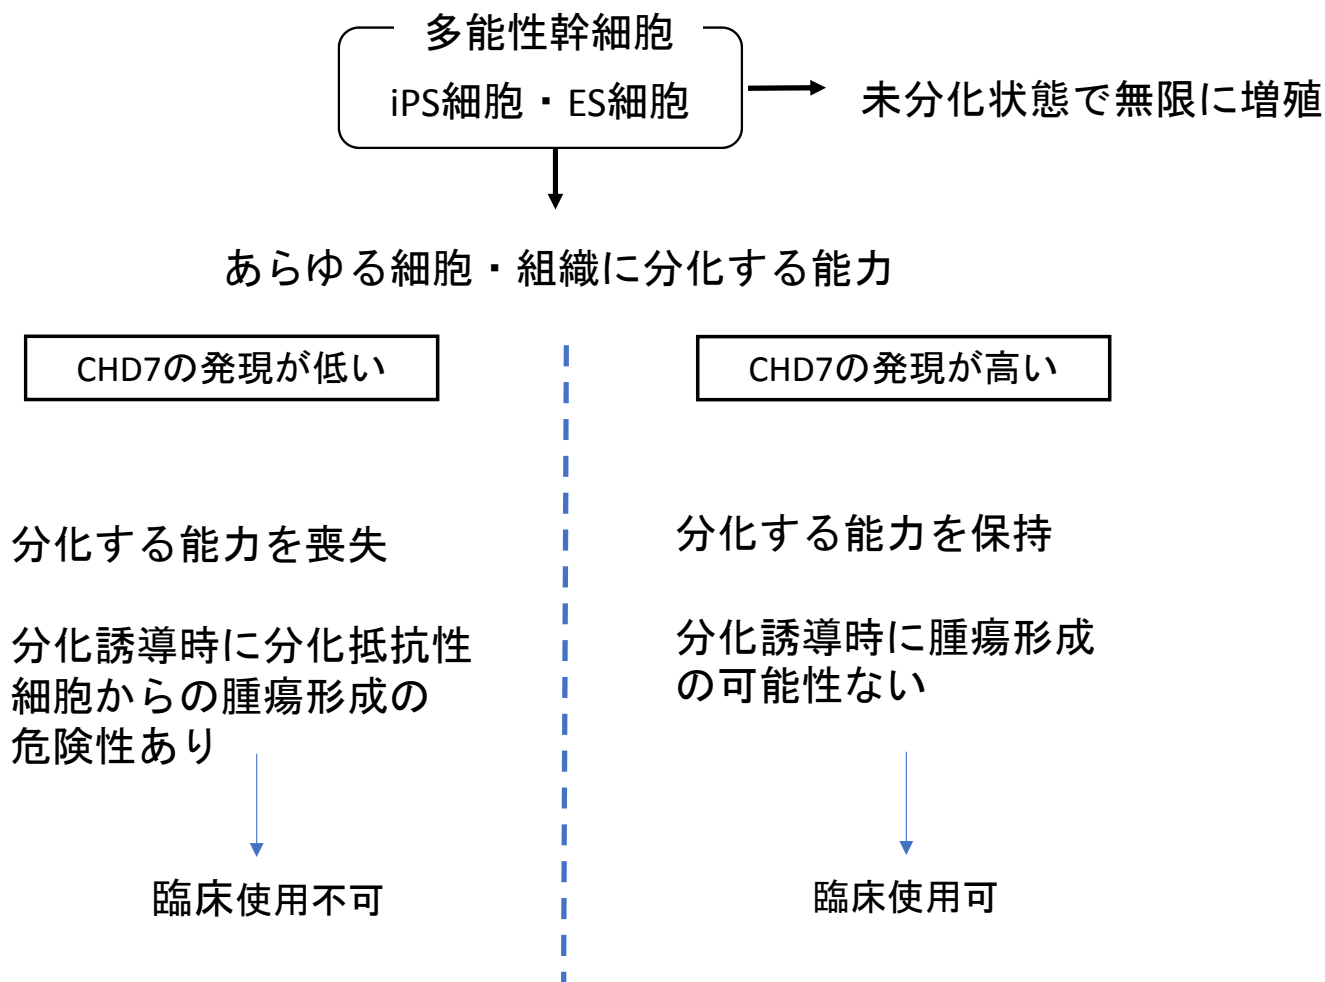 多能性幹細胞
iPS細胞・ES細胞
未分化状態で無限に増殖
あらゆる細胞・組織に分化する能力
CHD7の発現が低い
分化する能力を喪失
分化誘導時に分化抵抗性
細胞からの腫瘍形成の
危険性あり
臨床使用不可
CHD7の発現が高い
分化する能力を保持
分化誘導時に腫瘍形成
の可能性ない
臨床使用可